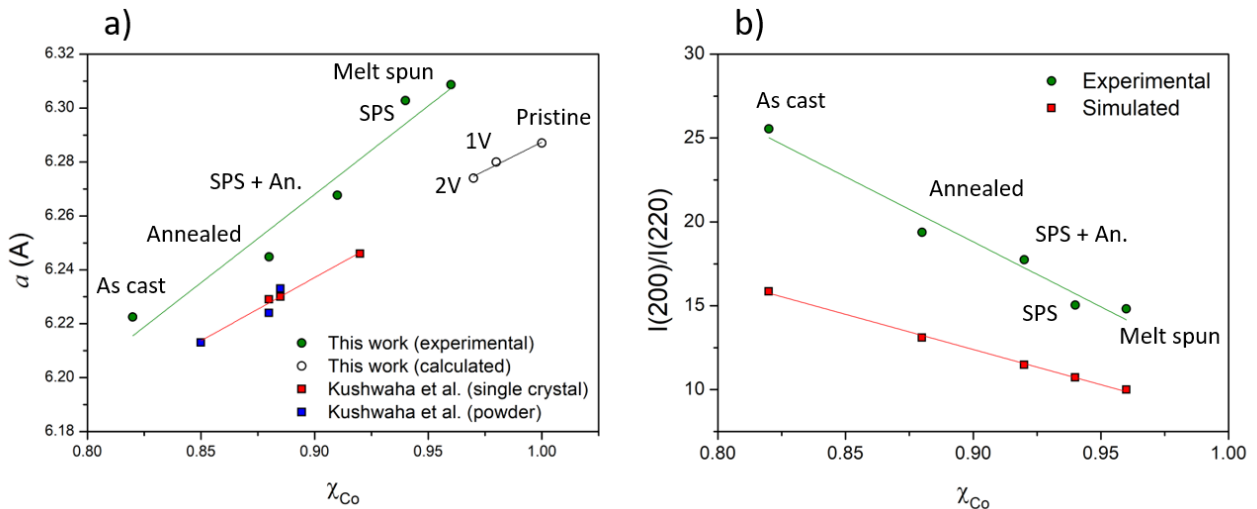 a)
6.32
6.30
6.28
6.26
6.24
6.22
6.20
6.18
a (A)
Melt spun
SPS
Pristine
1V
2V
SPS + An.
Annealed
As cast
This work (experimental)
This work (calculated)
Kushwaha et al. (single crystal)
Kushwaha et al. (powder)
0.80 0.85 0.90 0.95 1.00
χCo
b)
30
25
20
15
10
I(200)/I(220)
Experimental
Simulated
As cast
Annealed
SPS + An.
SPS
Melt spun
0.80 0.85 0.90 0.95 1.00
χCo